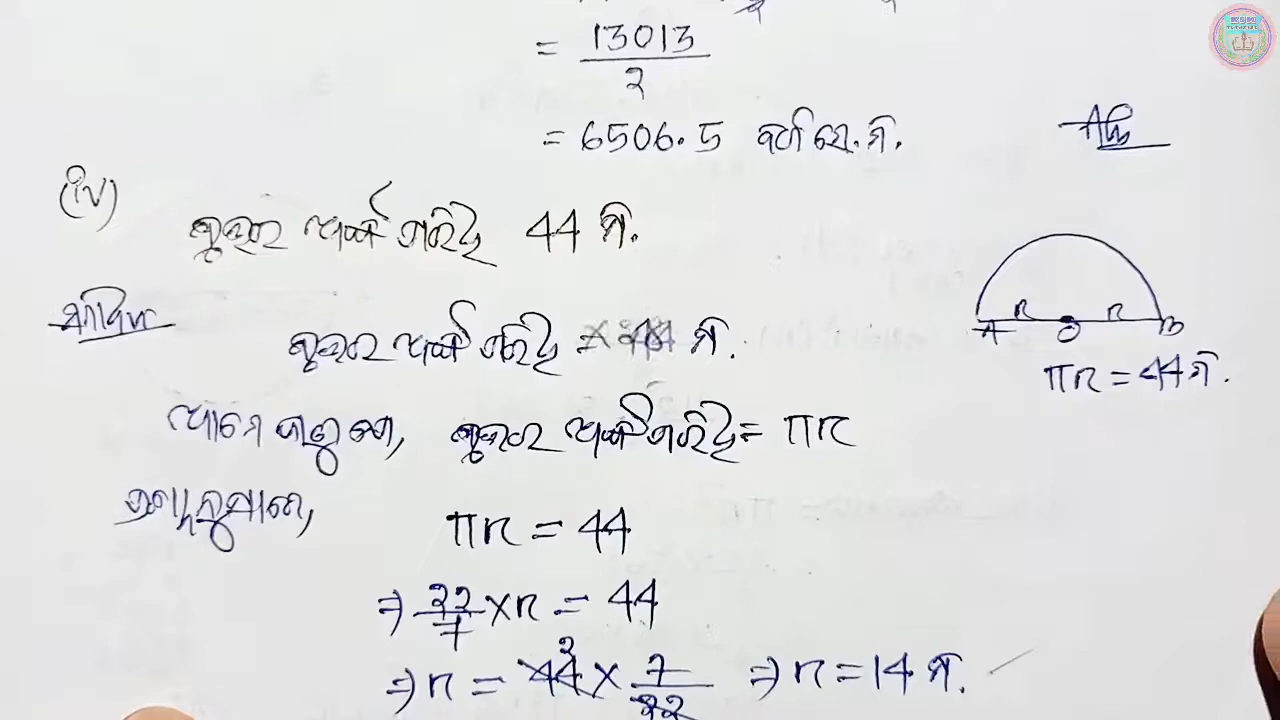 = 13013 / 2
= 6506.5 ବର୍ଗ ସେ.ମି. Ans
(iv) ବୃତ୍ତର ଅର୍ଦ୍ଧ ପରିଧି 44 ମି.
ସମାଧାନ
ବୃତ୍ତର ଅର୍ଦ୍ଧ ପରିଧି = 44 ମି.
A r O r B
πr = 44 ମି.
ଆମେ ଜାଣୁ ଯେ, ବୃତ୍ତର ଅର୍ଦ୍ଧ ପରିଧି = πr
ପ୍ରଶ୍ନାନୁସାରେ,
πr = 44
⇒ 22/7 × r = 44
⇒ r = 44 2 × 7/22 ⇒ r = 14 ମି.